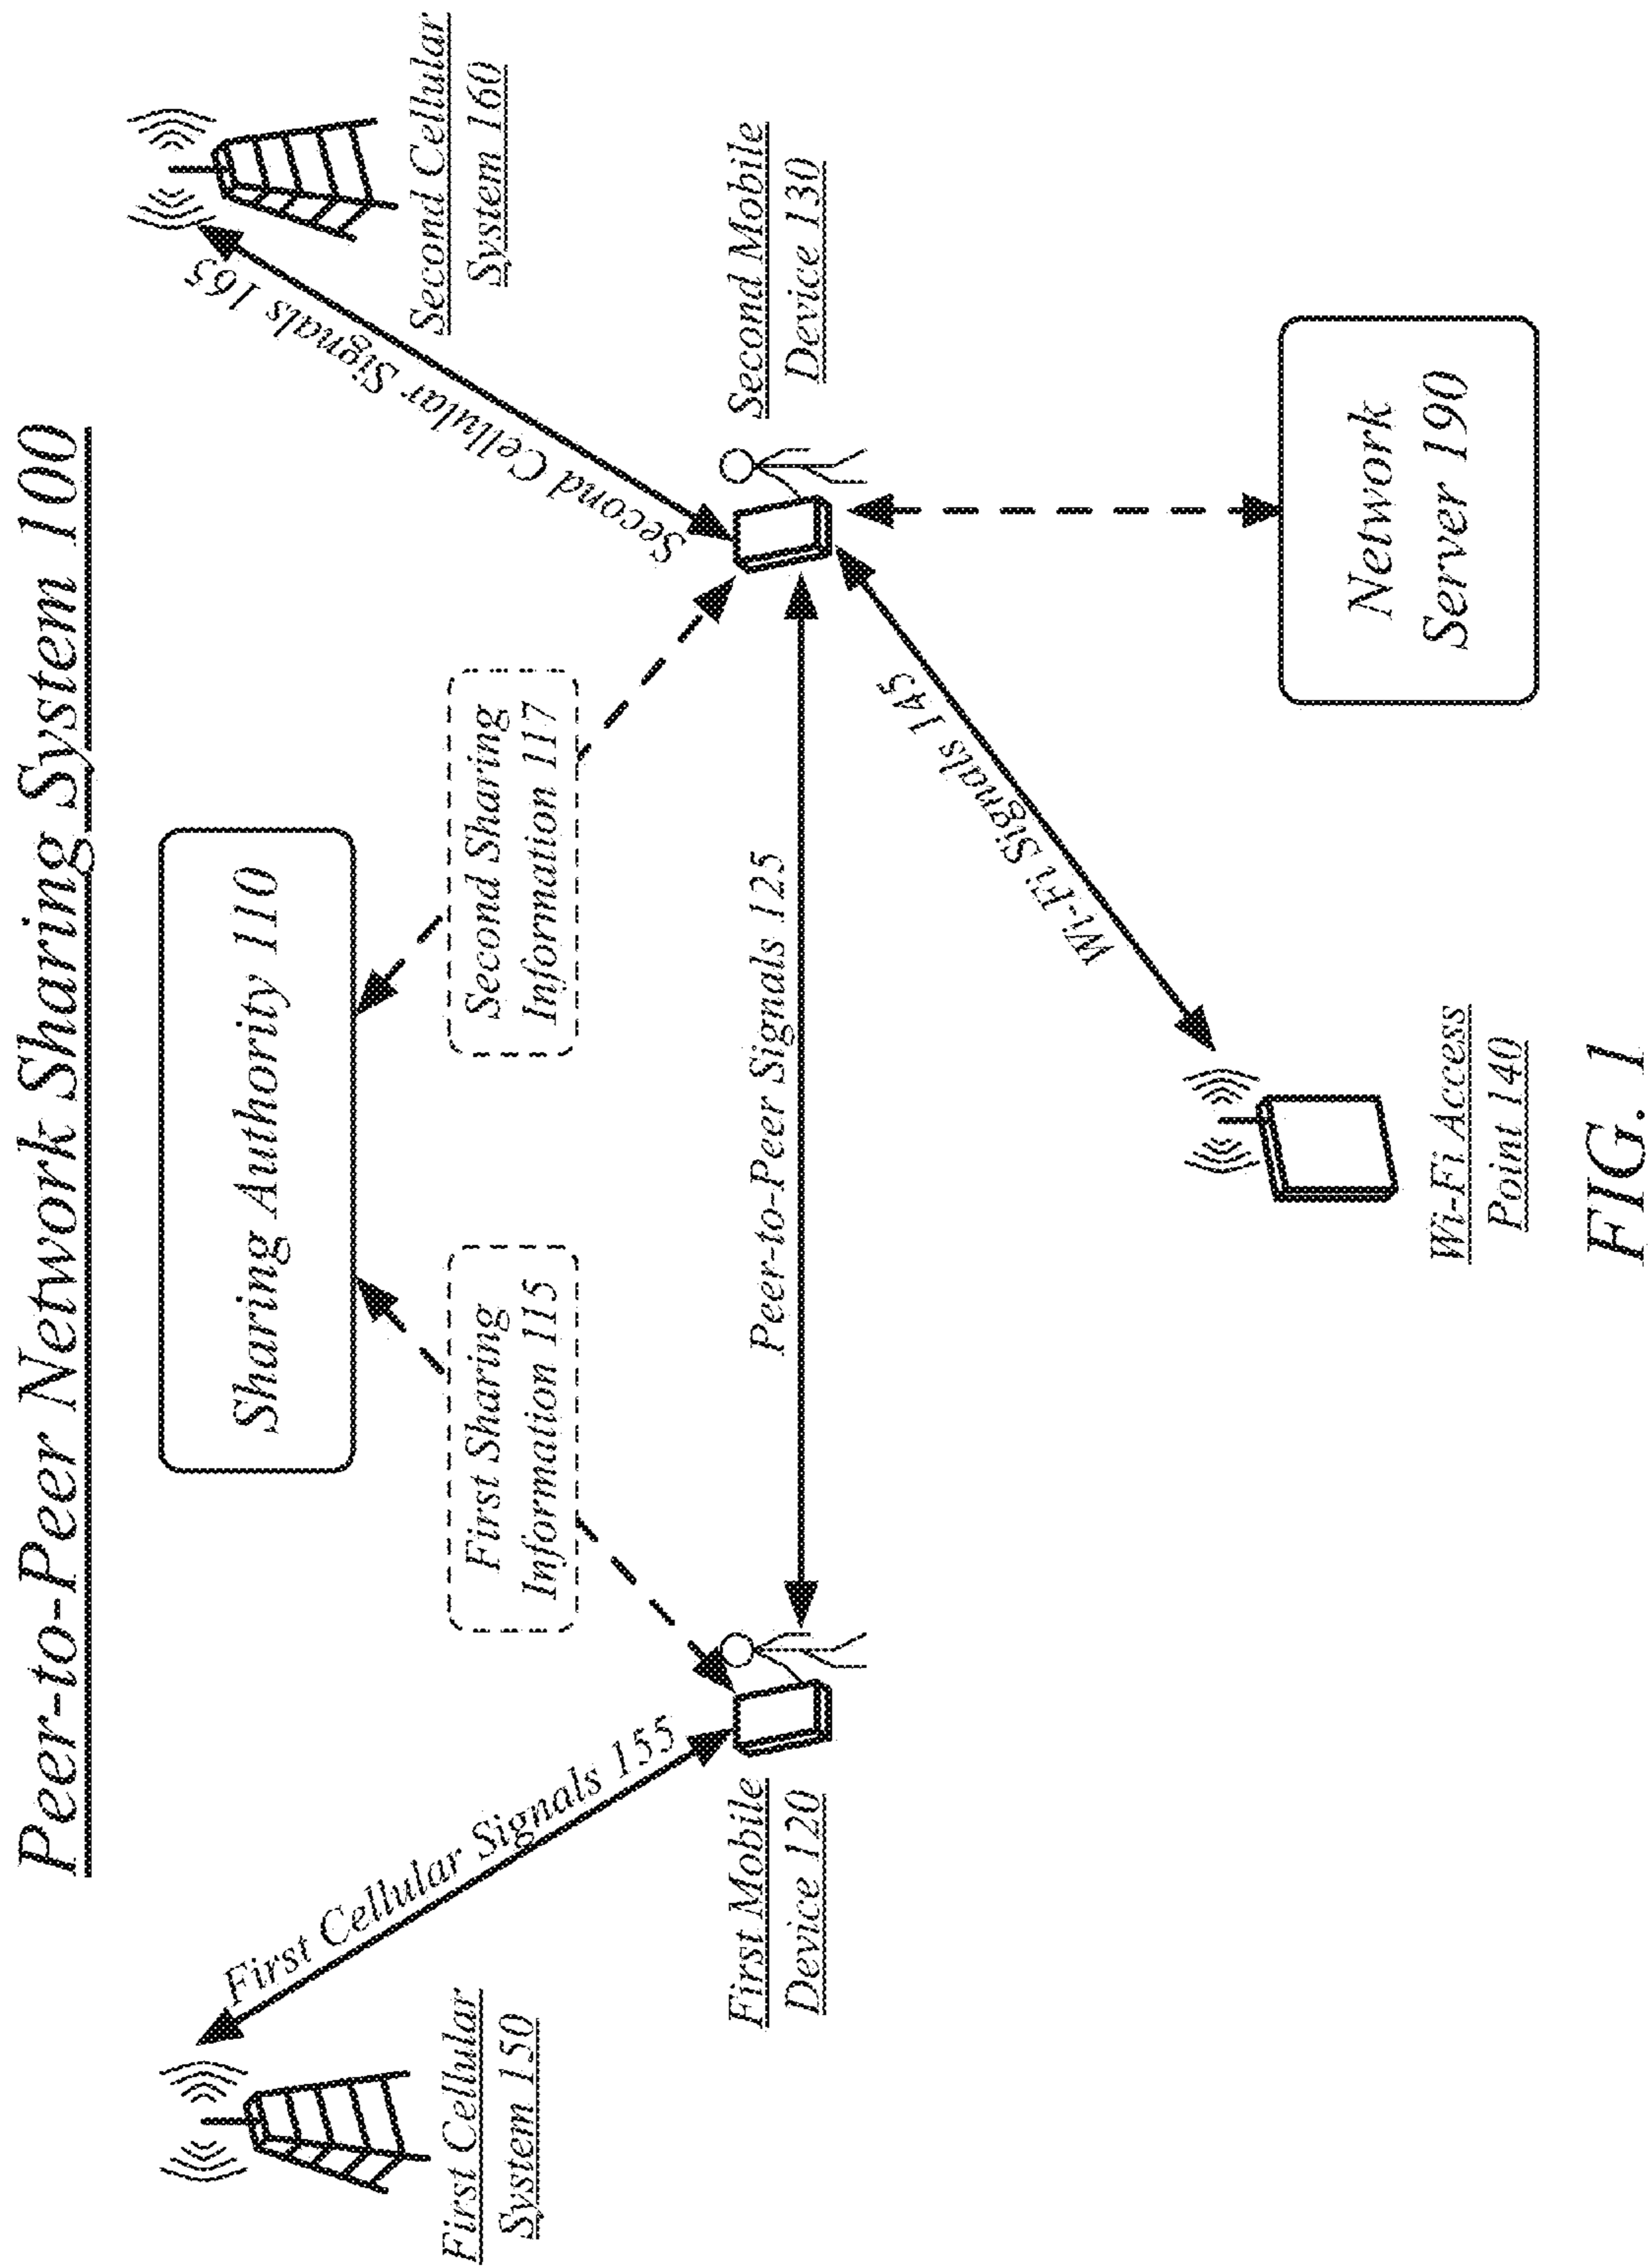 Peer-to-Peer Network Sharing System 100
Sharing Authority 110
First Cellular Signals 155
Second Cellular Signals 165
First Cellular
System 150
First Sharing
Information 115
Second Sharing
Information 117
Second Cellular
System 160
Peer-to-Peer Signals 125
First Mobile
Device 120
Second Mobile
Device 130
Wi-Fi Signals 145
Wi-Fi Access
Point 140
Network
Server 190
FIG. 1